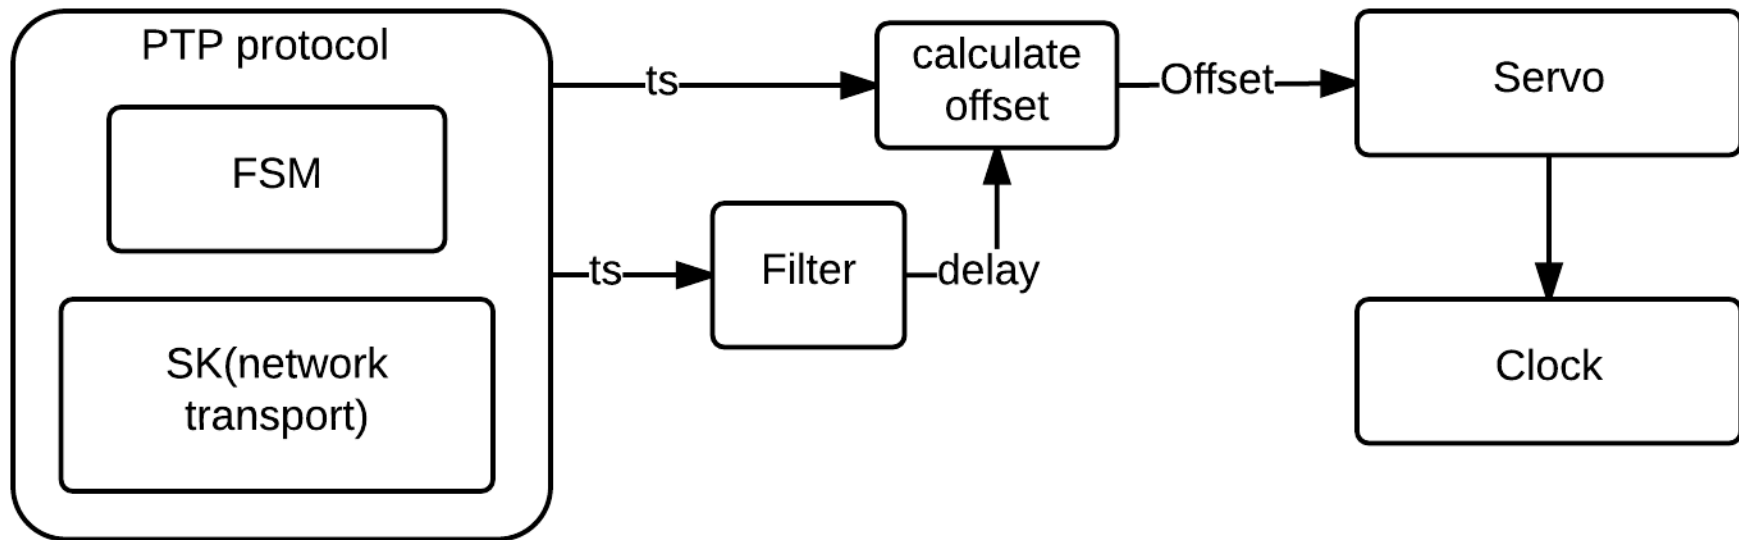 PTP protocol
FSM
SK(network
transport)
ts
ts
Filter
delay
calculate
offset
Offset
Servo
Clock